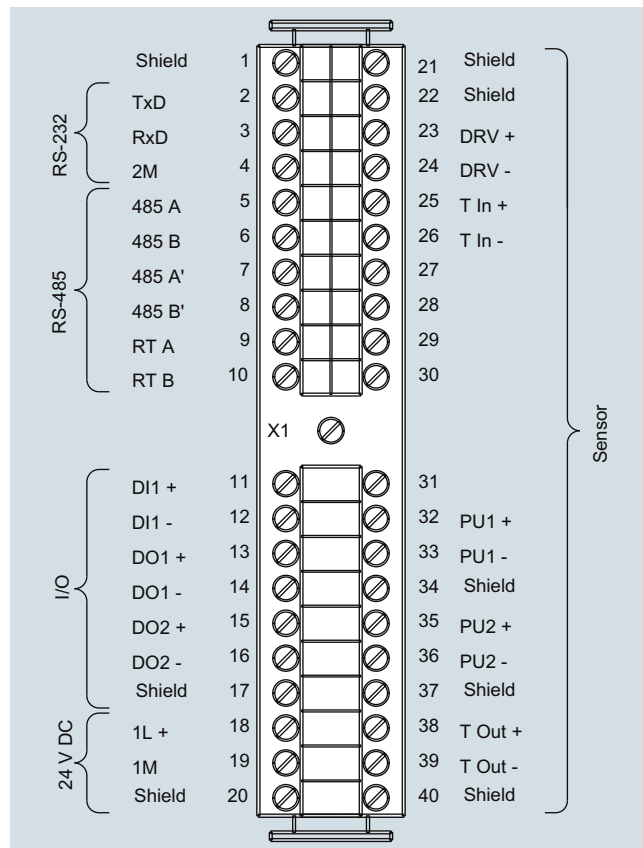 Shield 1 21 Shield
TxD 2 22 Shield
RxD 3 23 DRV +
2M 4 24 DRV -
RS-232
485 A 5 25 T In +
485 B 6 26 T In -
485 A' 7 27
485 B' 8 28
RT A 9 29
RT B 10 30
RS-485
X1
Sensor
DI1 + 11 31
DI1 - 12 32 PU1 +
DO1 + 13 33 PU1 -
DO1 - 14 34 Shield
DO2 + 15 35 PU2 +
DO2 - 16 36 PU2 -
Shield 17 37 Shield
I/O
1L + 18 38 T Out +
1M 19 39 T Out -
Shield 20 40 Shield
24 V DC